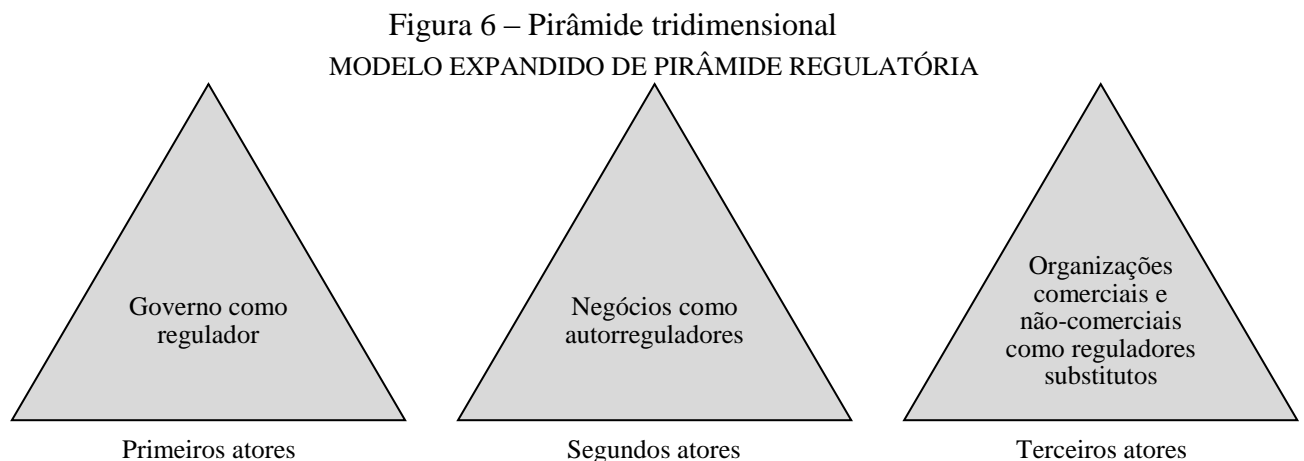 Figura 6 – Pirâmide tridimensional
MODELO EXPANDIDO DE PIRÂMIDE REGULATÓRIA
Governo como
regulador
Negócios como
autorreguladores
Organizações
comerciais e
não-comerciais
como reguladores
substitutos
Primeiros atores
Segundos atores
Terceiros atores